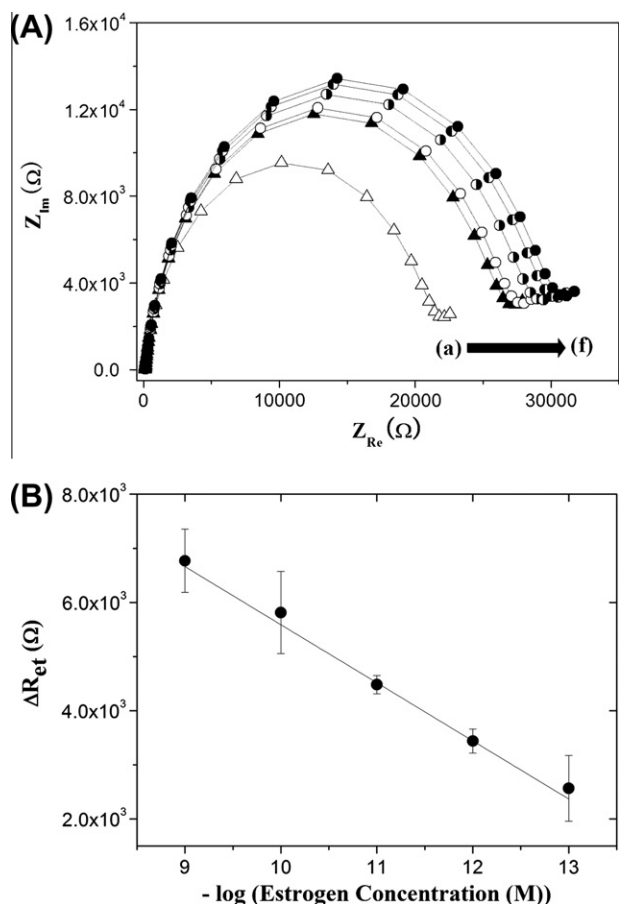 (A)
1.6x10⁴
1.2x10⁴
8.0x10³
4.0x10³
0.0
Z_Im (Ω)
(a) (f)
0 10000 20000 30000
Z_Re (Ω)
(B)
8.0x10³
6.0x10³
4.0x10³
2.0x10³
ΔR_et (Ω)
9 10 11 12 13
- log (Estrogen Concentration (M))